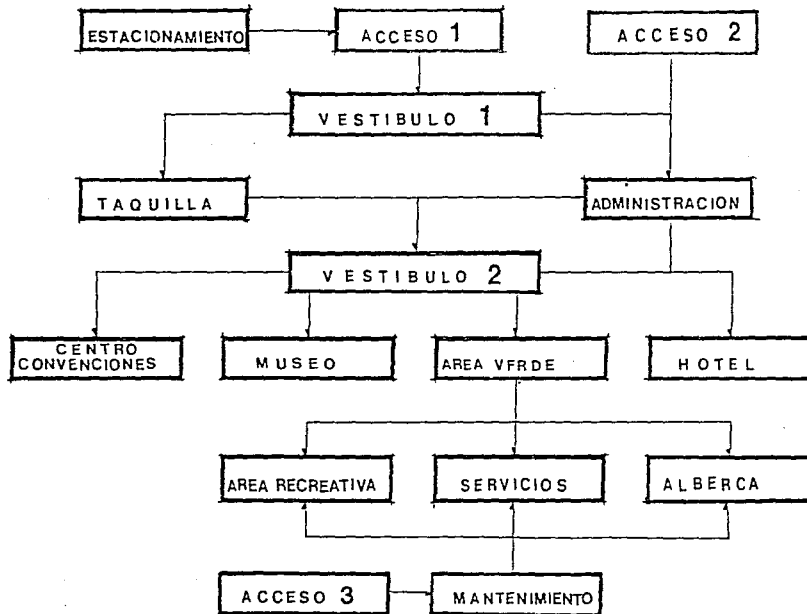 ESTACIONAMIENTO
ACCESO 1
ACCESO 2
VESTIBULO 1
TAQUILLA
ADMINISTRACION
VESTIBULO 2
CENTRO
CONVENCIONES
MUSEO
AREA VFRDE
HOTEL
AREA RECREATIVA
SERVICIOS
ALBERCA
ACCESO 3
MANTENIMIENTO